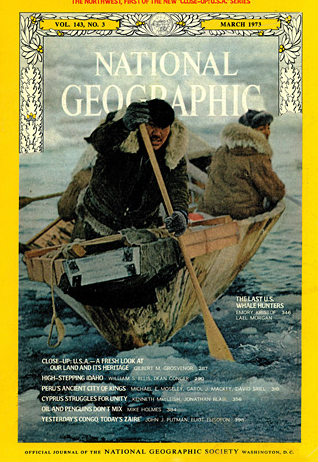 THE NORTHWEST, FIRST OF THE NEW "CLOSE-UP: U.S.A." SERIES
VOL. 143, NO. 3 MARCH 1973
NATIONAL
GEOGRAPHIC
THE LAST U.S.
WHALE HUNTERS
EMORY KRISTOF 346
LAEL MORGAN
CLOSE-UP: U.S.A.—A FRESH LOOK AT
OUR LAND AND ITS HERITAGE GILBERT M. GROSVENOR 287
HIGH-STEPPING IDAHO WILLIAM S. ELLIS, DEAN CONGER 290
PERU'S ANCIENT CITY OF KINGS MICHAEL E. MOSELEY, CAROL J. MACKEY, DAVID BRILL 318
CYPRUS STRUGGLES FOR UNITY KENNETH MACLEISH, JONATHAN BLAIR
OIL AND PENGUINS DON'T MIX MIKE HOLMES 384
YESTERDAY'S CONGO, TODAY'S ZAIRE JOHN J. PUTMAN, ELIOT ELISOFON
OFFICIAL JOURNAL OF THE NATIONAL GEOGRAPHIC SOCIETY WASHINGTON, D.C.